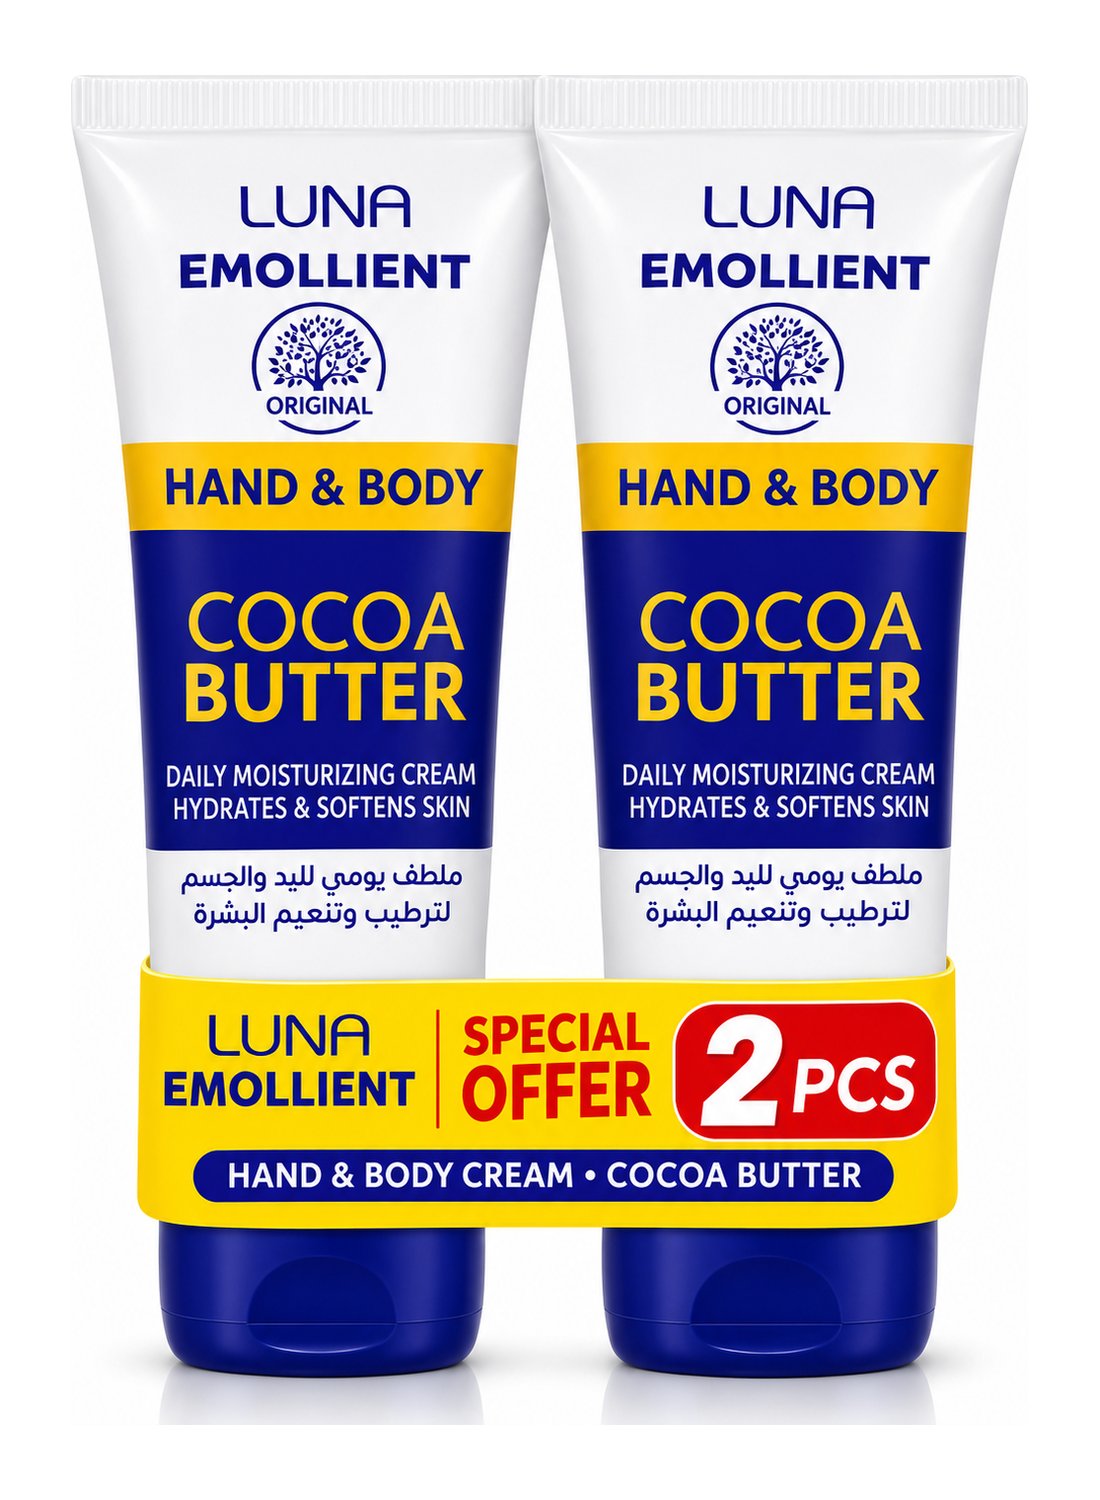 LUNA
EMOLLIENT
ORIGINAL
HAND & BODY
COCOA
BUTTER
DAILY MOISTURIZING CREAM
HYDRATES & SOFTENS SKIN
ملطف يومي لليد والجسم
لترطيب وتنعيم البشرة
LUNA
EMOLLIENT
ORIGINAL
HAND & BODY
COCOA
BUTTER
DAILY MOISTURIZING CREAM
HYDRATES & SOFTENS SKIN
ملطف يومي لليد والجسم
لترطيب وتنعيم البشرة
LUNA
EMOLLIENT
SPECIAL
OFFER
2 PCS
HAND & BODY CREAM • COCOA BUTTER